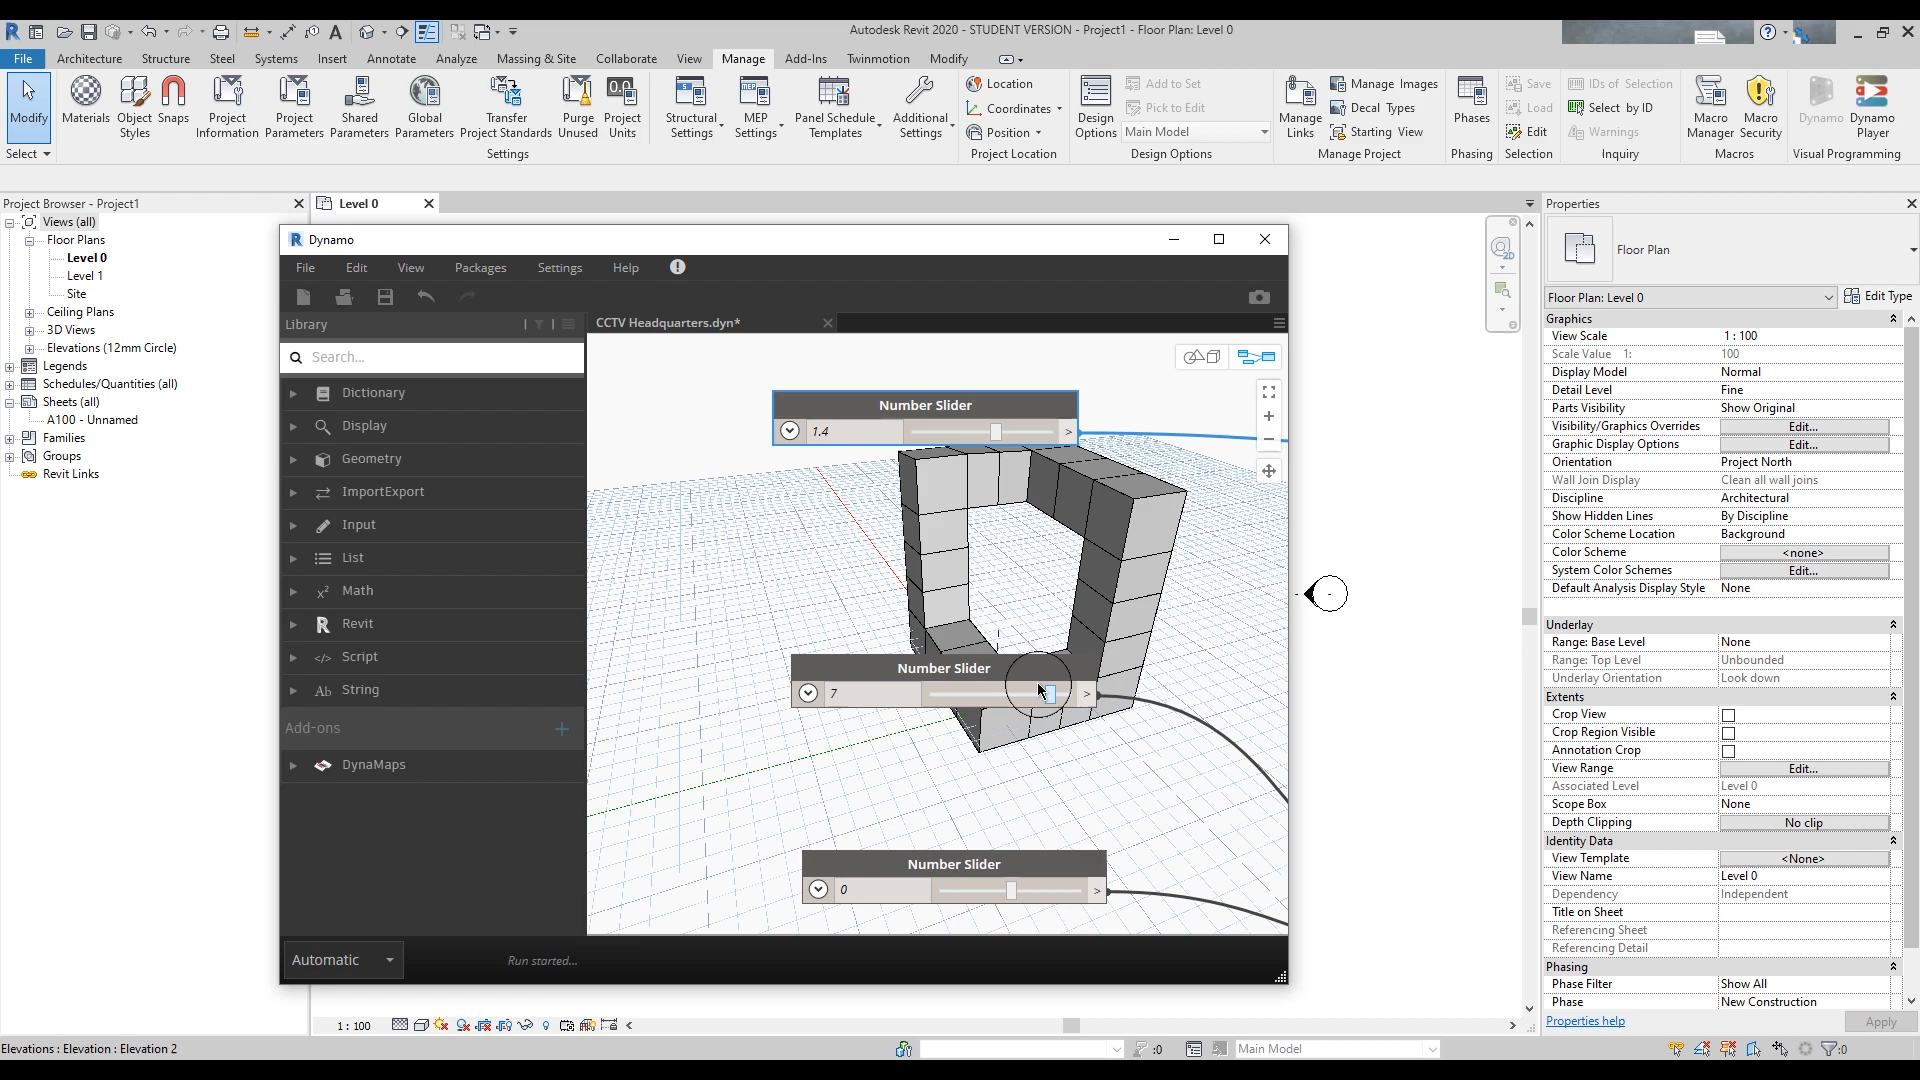 Autodesk Revit 2020 - STUDENT VERSION - Project1 - Floor Plan: Level 0
File Architecture Structure Steel Systems Insert Annotate Analyze Massing & Site Collaborate View Manage Add-Ins Twinmotion Modify
Modify
Materials
Object Styles
Snaps
Project Information
Project Parameters
Shared Parameters
Global Parameters
Transfer Project Standards
Purge Unused
Project Units
Structural Settings
MEP Settings
Panel Schedule Templates
Additional Settings
Location
Coordinates
Position
Design Options
Add to Set
Pick to Edit
Main Model
Manage Links
Manage Images
Decal Types
Starting View
Phases
Save
Load
Edit
IDs of Selection
Select by ID
Warnings
Macro Manager
Macro Security
Dynamo
Dynamo Player
Select
Settings
Project Location
Design Options
Manage Project
Phasing
Selection
Inquiry
Macros
Visual Programming
Project Browser - Project1
Views (all)
Floor Plans
Level 0
Level 1
Site
Ceiling Plans
3D Views
Elevations (12mm Circle)
Legends
Schedules/Quantities (all)
Sheets (all)
A100 - Unnamed
Families
Groups
Revit Links
Level 0
Dynamo
File Edit View Packages Settings Help
Library
Search...
Dictionary
Display
Geometry
ImportExport
Input
List
Math
Revit
Script
String
Add-ons
DynaMaps
CCTV Headquarters.dyn*
Number Slider
1.4 >
Number Slider
7 >
Number Slider
0 >
Automatic
Run started...
2D
Properties
Floor Plan
Floor Plan: Level 0 Edit Type
Graphics
View Scale 1 : 100
Scale Value 1: 100
Display Model Normal
Detail Level Fine
Parts Visibility Show Original
Visibility/Graphics Overrides Edit...
Graphic Display Options Edit...
Orientation Project North
Wall Join Display Clean all wall joins
Discipline Architectural
Show Hidden Lines By Discipline
Color Scheme Location Background
Color Scheme <none>
System Color Schemes Edit...
Default Analysis Display Style None
Underlay
Range: Base Level None
Range: Top Level Unbounded
Underlay Orientation Look down
Extents
Crop View
Crop Region Visible
Annotation Crop
View Range Edit...
Associated Level Level 0
Scope Box None
Depth Clipping No clip
Identity Data
View Template <None>
View Name Level 0
Dependency Independent
Title on Sheet
Referencing Sheet
Referencing Detail
Phasing
Phase Filter Show All
Phase New Construction
Properties help Apply
1 : 100
Elevations : Elevation : Elevation 2
:0
Main Model
:0